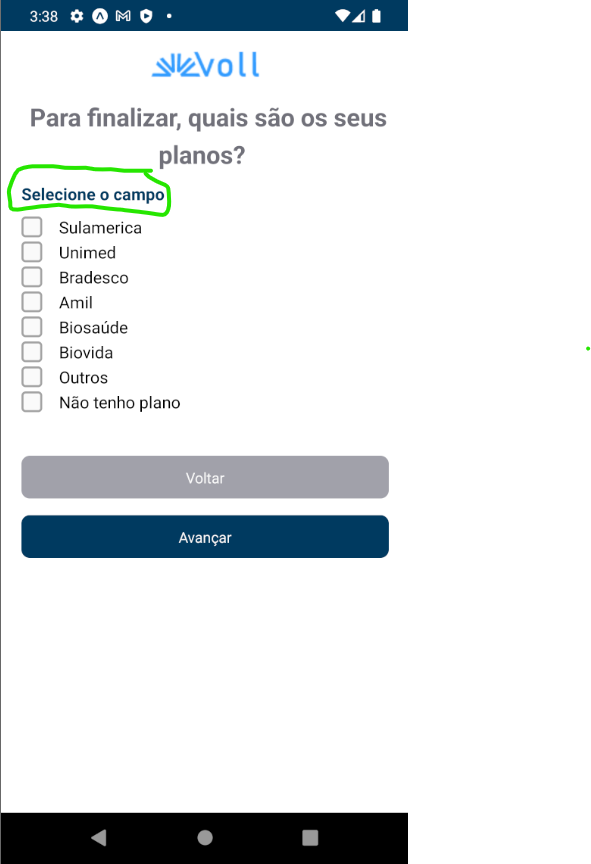 3:38
Voll
Para finalizar, quais são os seus
planos?
Selecione o campo
Sulamerica
Unimed
Bradesco
Amil
Biosaúde
Biovida
Outros
Não tenho plano
Voltar
Avançar